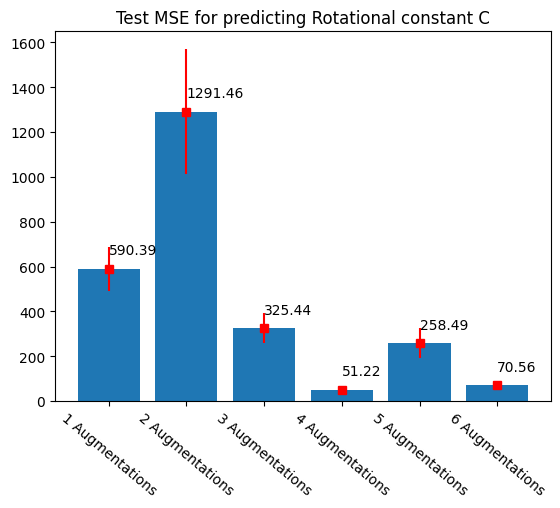 Test MSE for predicting Rotational constant C
1600
1400
1200
1000
800
600
400
200
0
590.39
1291.46
325.44
51.22
258.49
70.56
1 Augmentations
2 Augmentations
3 Augmentations
4 Augmentations
5 Augmentations
6 Augmentations